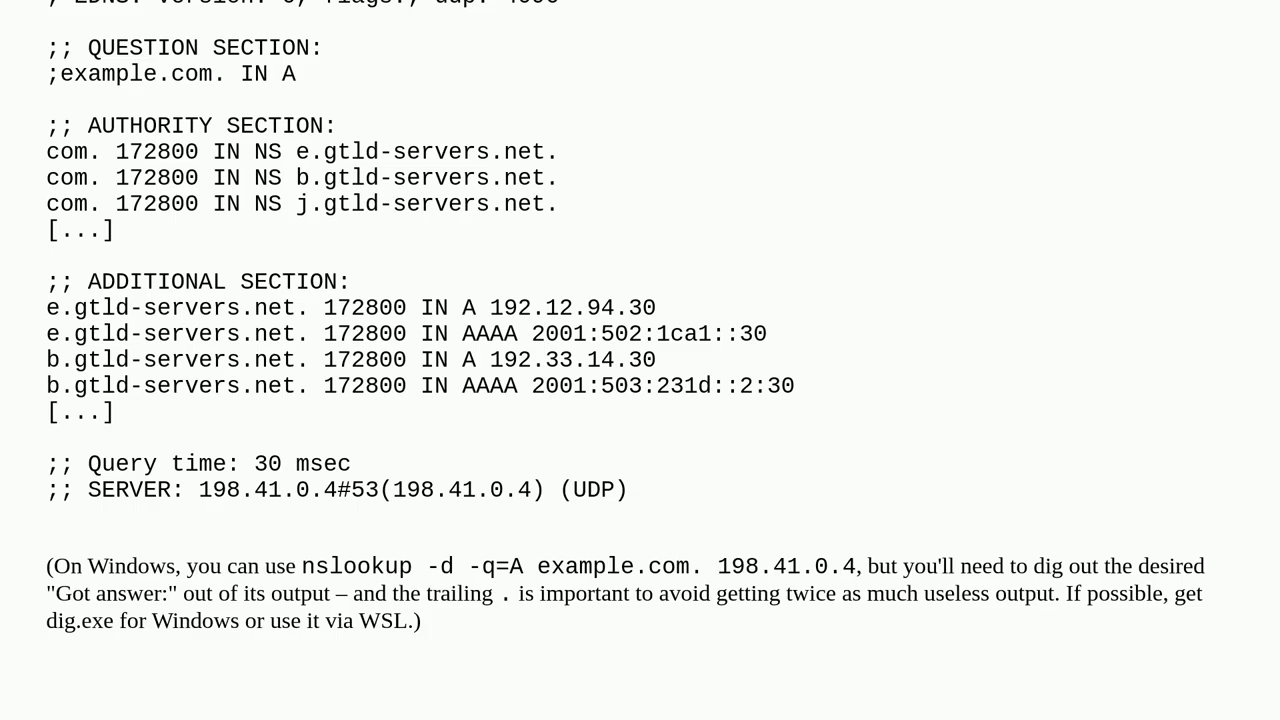 ;; QUESTION SECTION:
;example.com. IN A
;; AUTHORITY SECTION:
com. 172800 IN NS e.gtld-servers.net.
com. 172800 IN NS b.gtld-servers.net.
com. 172800 IN NS j.gtld-servers.net.
[...]
;; ADDITIONAL SECTION:
e.gtld-servers.net. 172800 IN A 192.12.94.30
e.gtld-servers.net. 172800 IN AAAA 2001:502:1ca1::30
b.gtld-servers.net. 172800 IN A 192.33.14.30
b.gtld-servers.net. 172800 IN AAAA 2001:503:231d::2:30
[...]
;; Query time: 30 msec
;; SERVER: 198.41.0.4#53(198.41.0.4) (UDP)
(On Windows, you can use nslookup -d -q=A example.com. 198.41.0.4, but you'll need to dig out the desired
"Got answer:" out of its output – and the trailing . is important to avoid getting twice as much useless output. If possible, get
dig.exe for Windows or use it via WSL.)